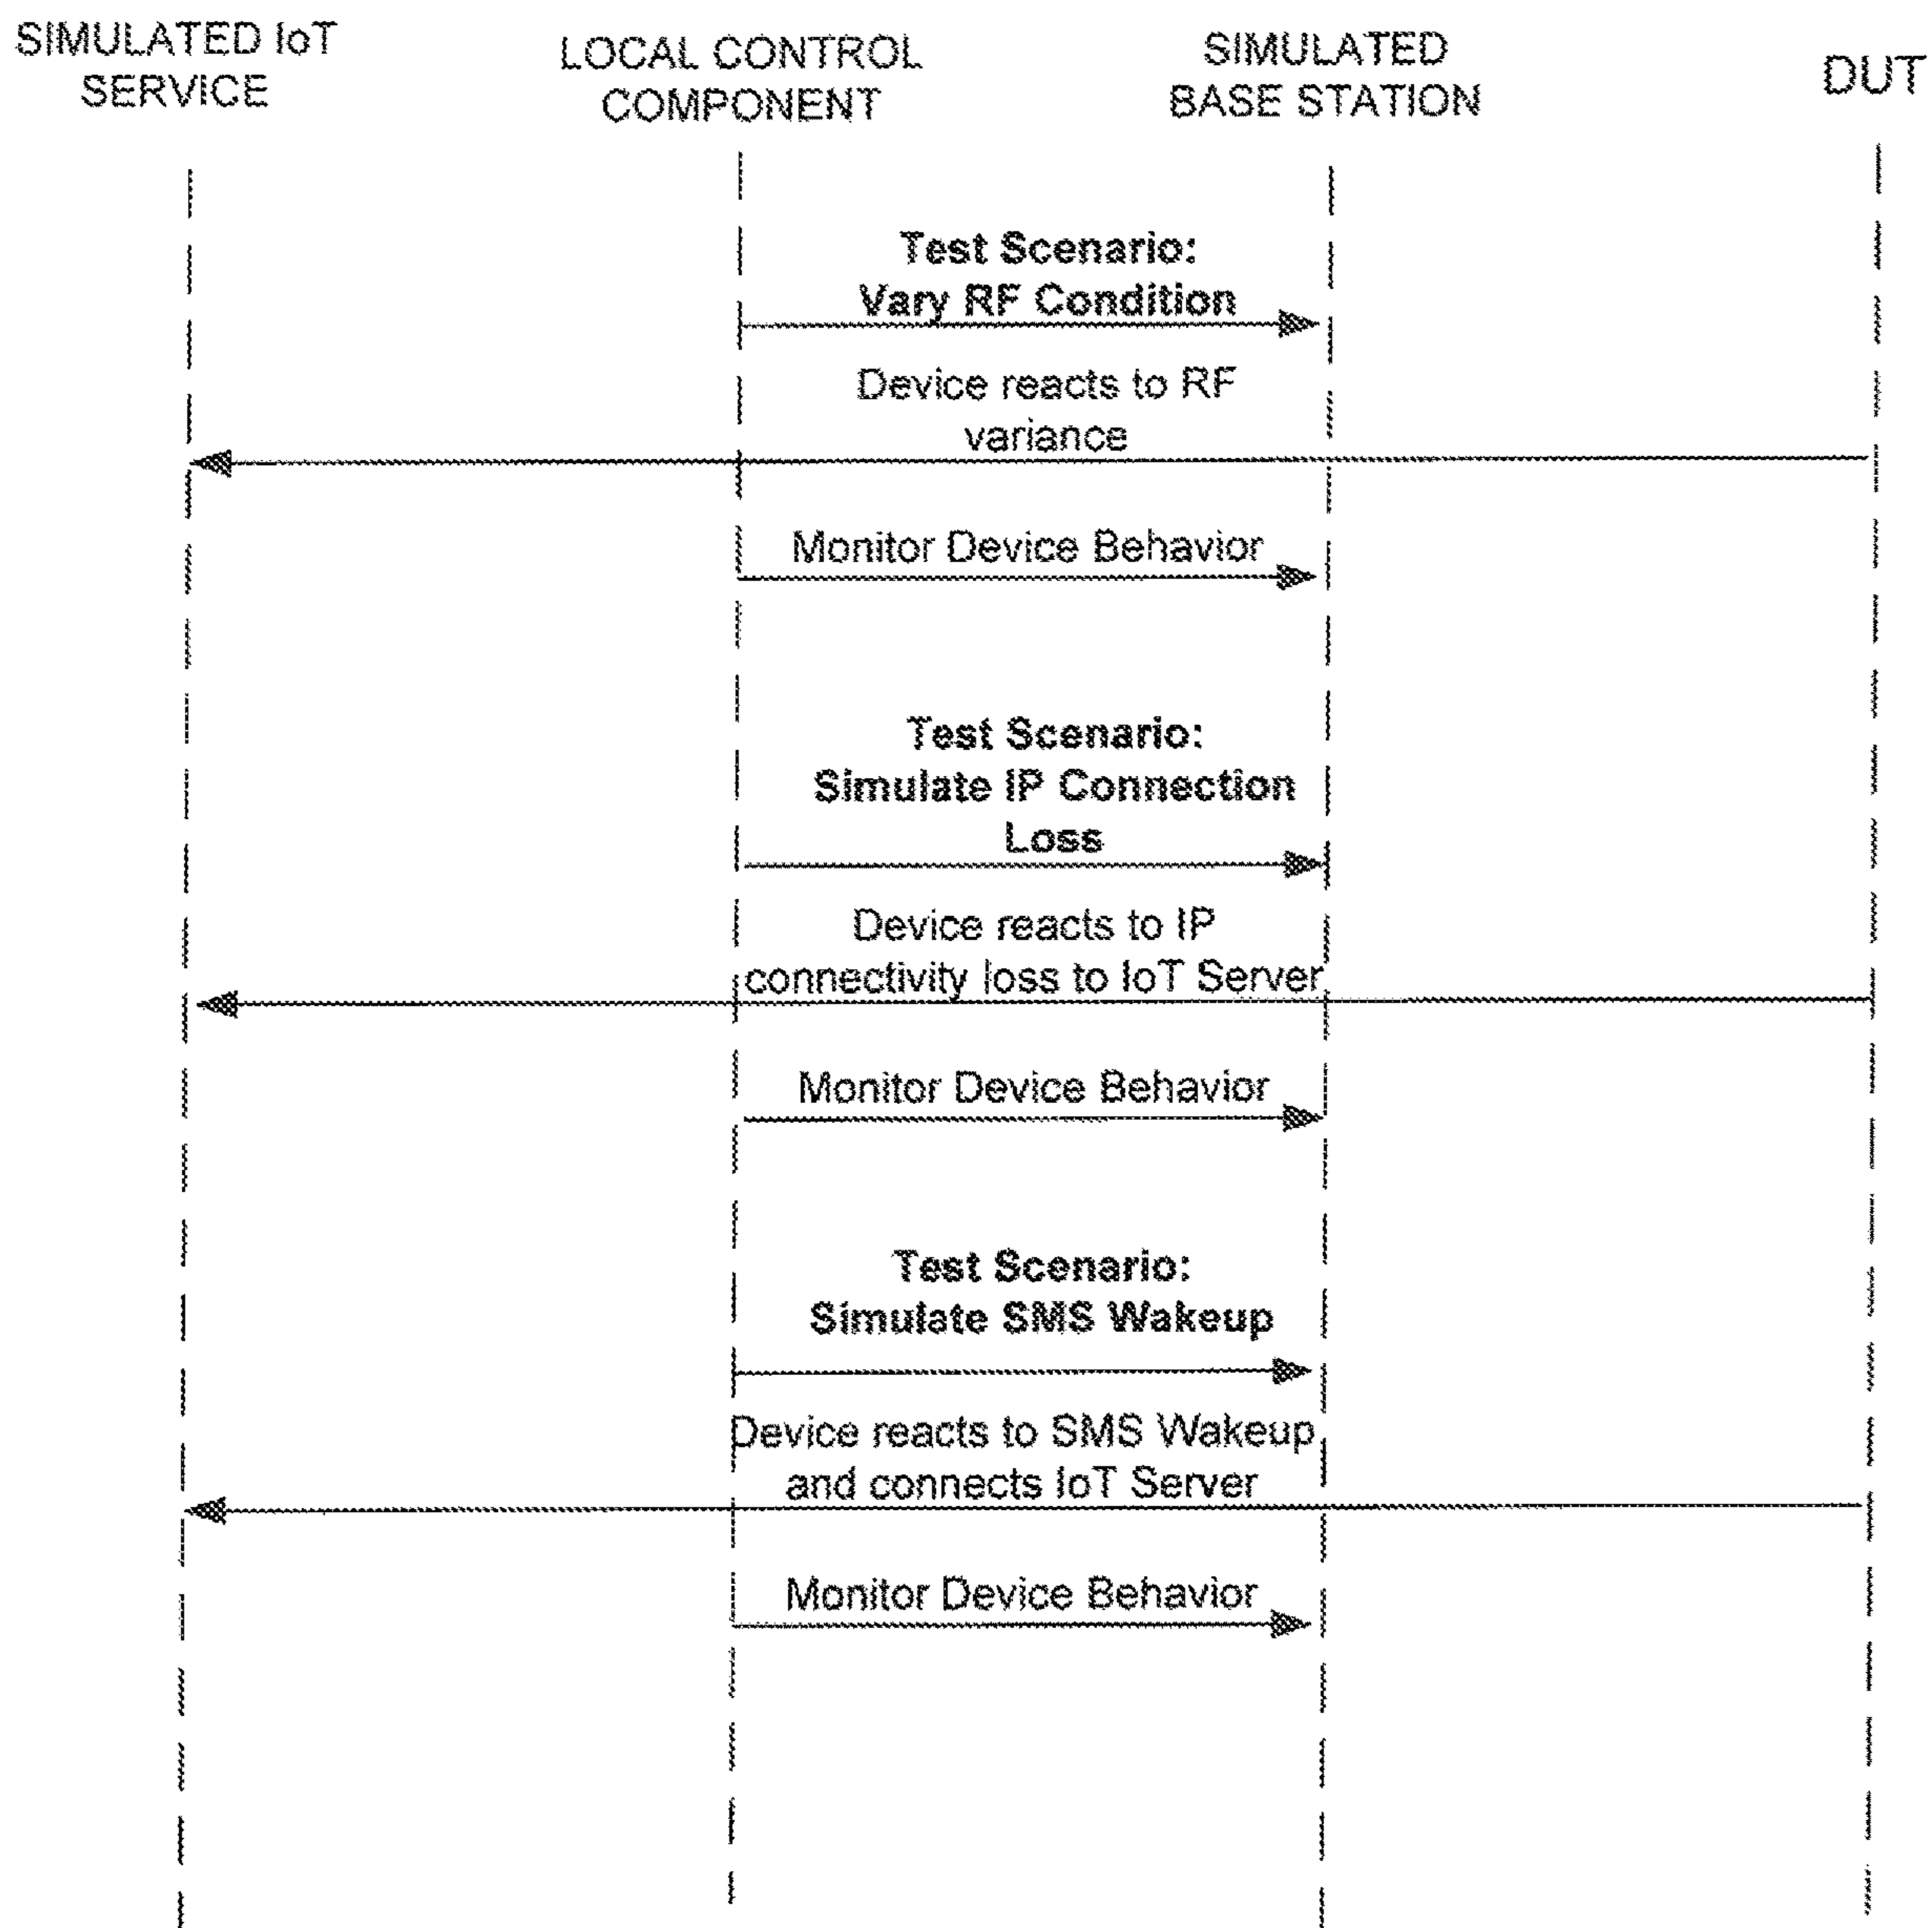 SIMULATED IoT
SERVICE
LOCAL CONTROL
COMPONENT
SIMULATED
BASE STATION
DUT
Test Scenario:
Vary RF Condition
Device reacts to RF
variance
Monitor Device Behavior
Test Scenario:
Simulate IP Connection
Loss
Device reacts to IP
connectivity loss to IoT Server
Monitor Device Behavior
Test Scenario:
Simulate SMS Wakeup
Device reacts to SMS Wakeup
and connects IoT Server
Monitor Device Behavior